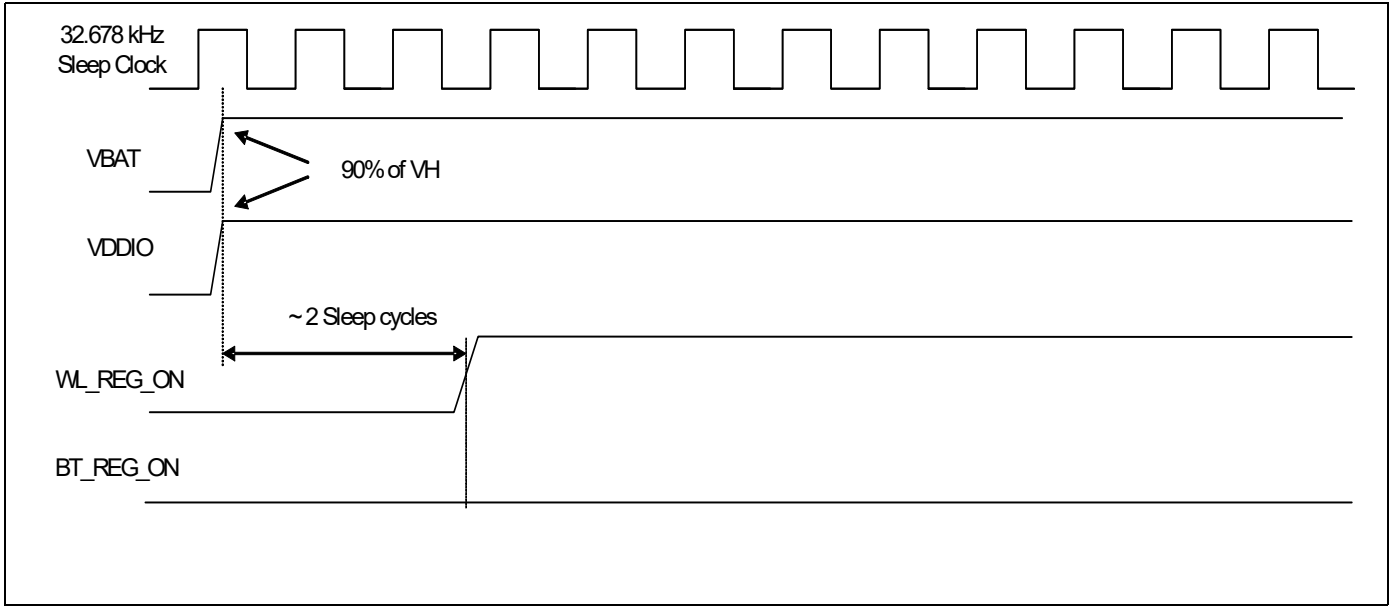 32.678 kHz
Sleep Clock
VBAT
90% of VH
VDDIO
~ 2 Sleep cycles
WL_REG_ON
BT_REG_ON